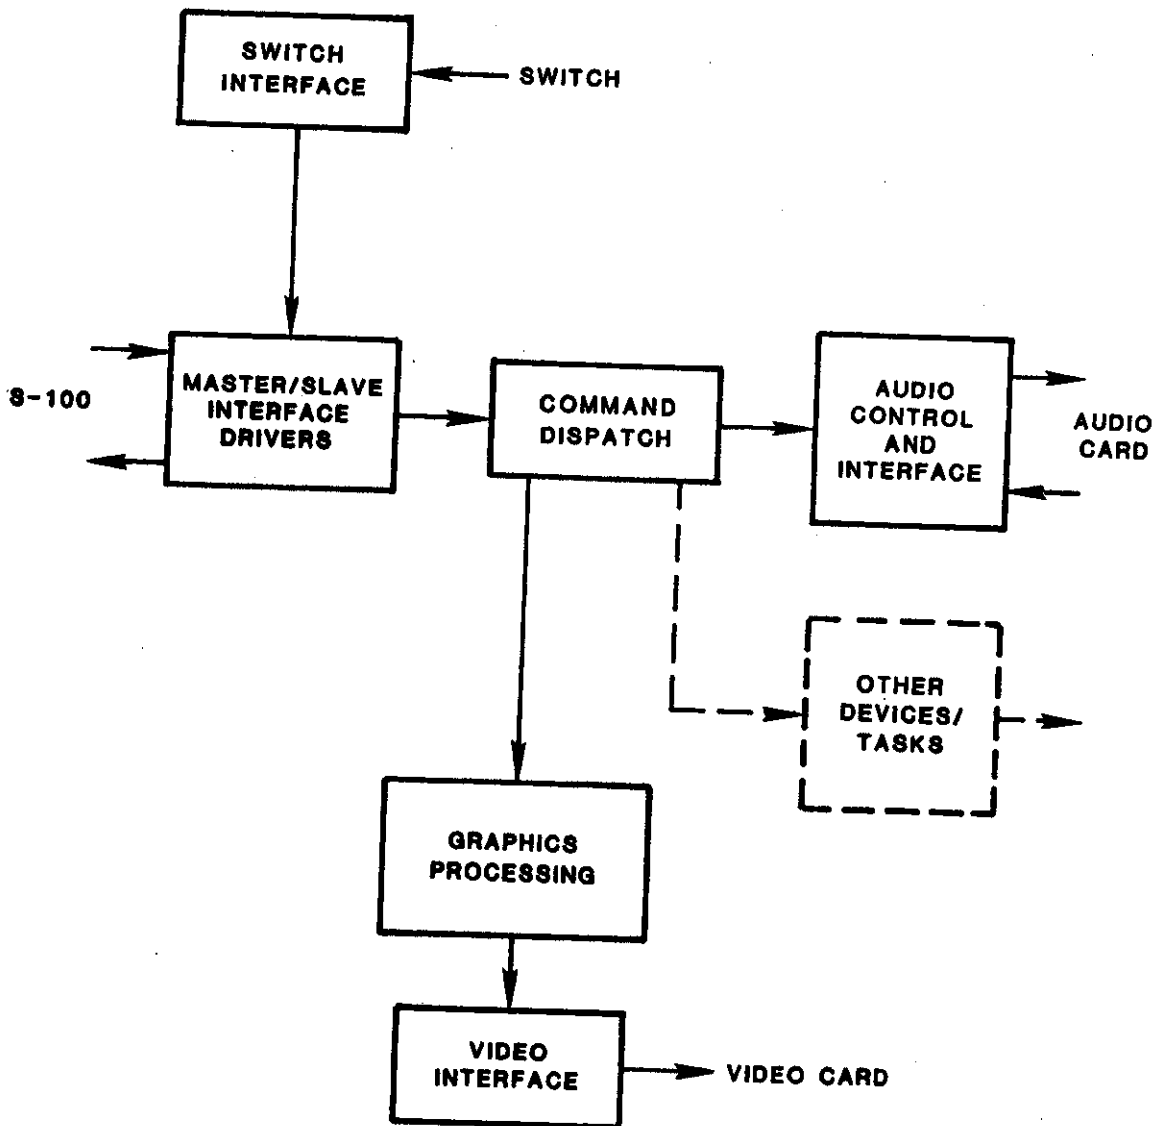 SWITCH
INTERFACE
SWITCH
S-100
MASTER/SLAVE
INTERFACE
DRIVERS
COMMAND
DISPATCH
AUDIO
CONTROL
AND
INTERFACE
AUDIO
CARD
OTHER
DEVICES/
TASKS
GRAPHICS
PROCESSING
VIDEO
INTERFACE
VIDEO CARD